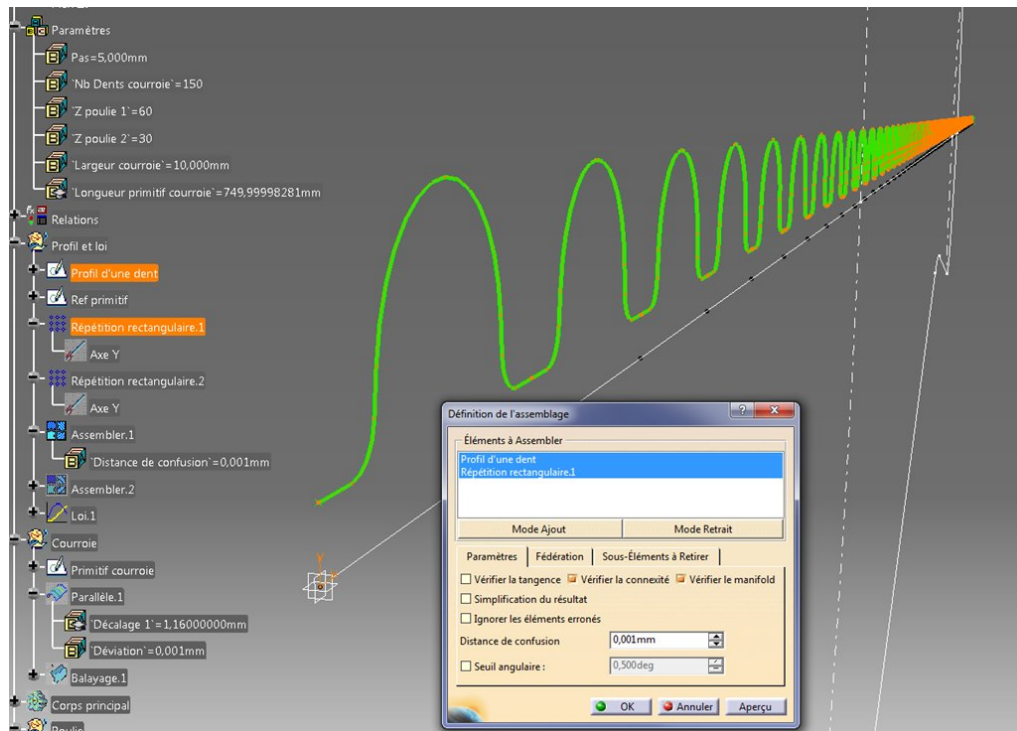 Paramètres
Pas=5,000mm
`Nb Dents courroie`=150
`Z poulie 1`=60
`Z poulie 2`=30
`Largeur courroie`=10,000mm
`Longueur primitif courroie`=749,99998281mm
Relations
Profil et loi
Profil d'une dent
Ref primitif
Répétition rectangulaire.1
Axe Y
Répétition rectangulaire.2
Axe Y
Assembler.1
`Distance de confusion`=0,001mm
Assembler.2
Loi.1
Courroie
Primitif courroie
Parallèle.1
`Décalage 1`=1,16000000mm
`Déviation`=0,001mm
Balayage.1
Corps principal
Y
Définition de l'assemblage
Éléments à Assembler
Profil d'une dent
Répétition rectangulaire.1
Mode Ajout Mode Retrait
Paramètres Fédération Sous-Éléments à Retirer
Vérifier la tangence Vérifier la connexité Vérifier le manifold
Simplification du résultat
Ignorer les éléments erronés
Distance de confusion 0,001mm
Seuil angulaire : 0,500deg
OK Annuler Aperçu